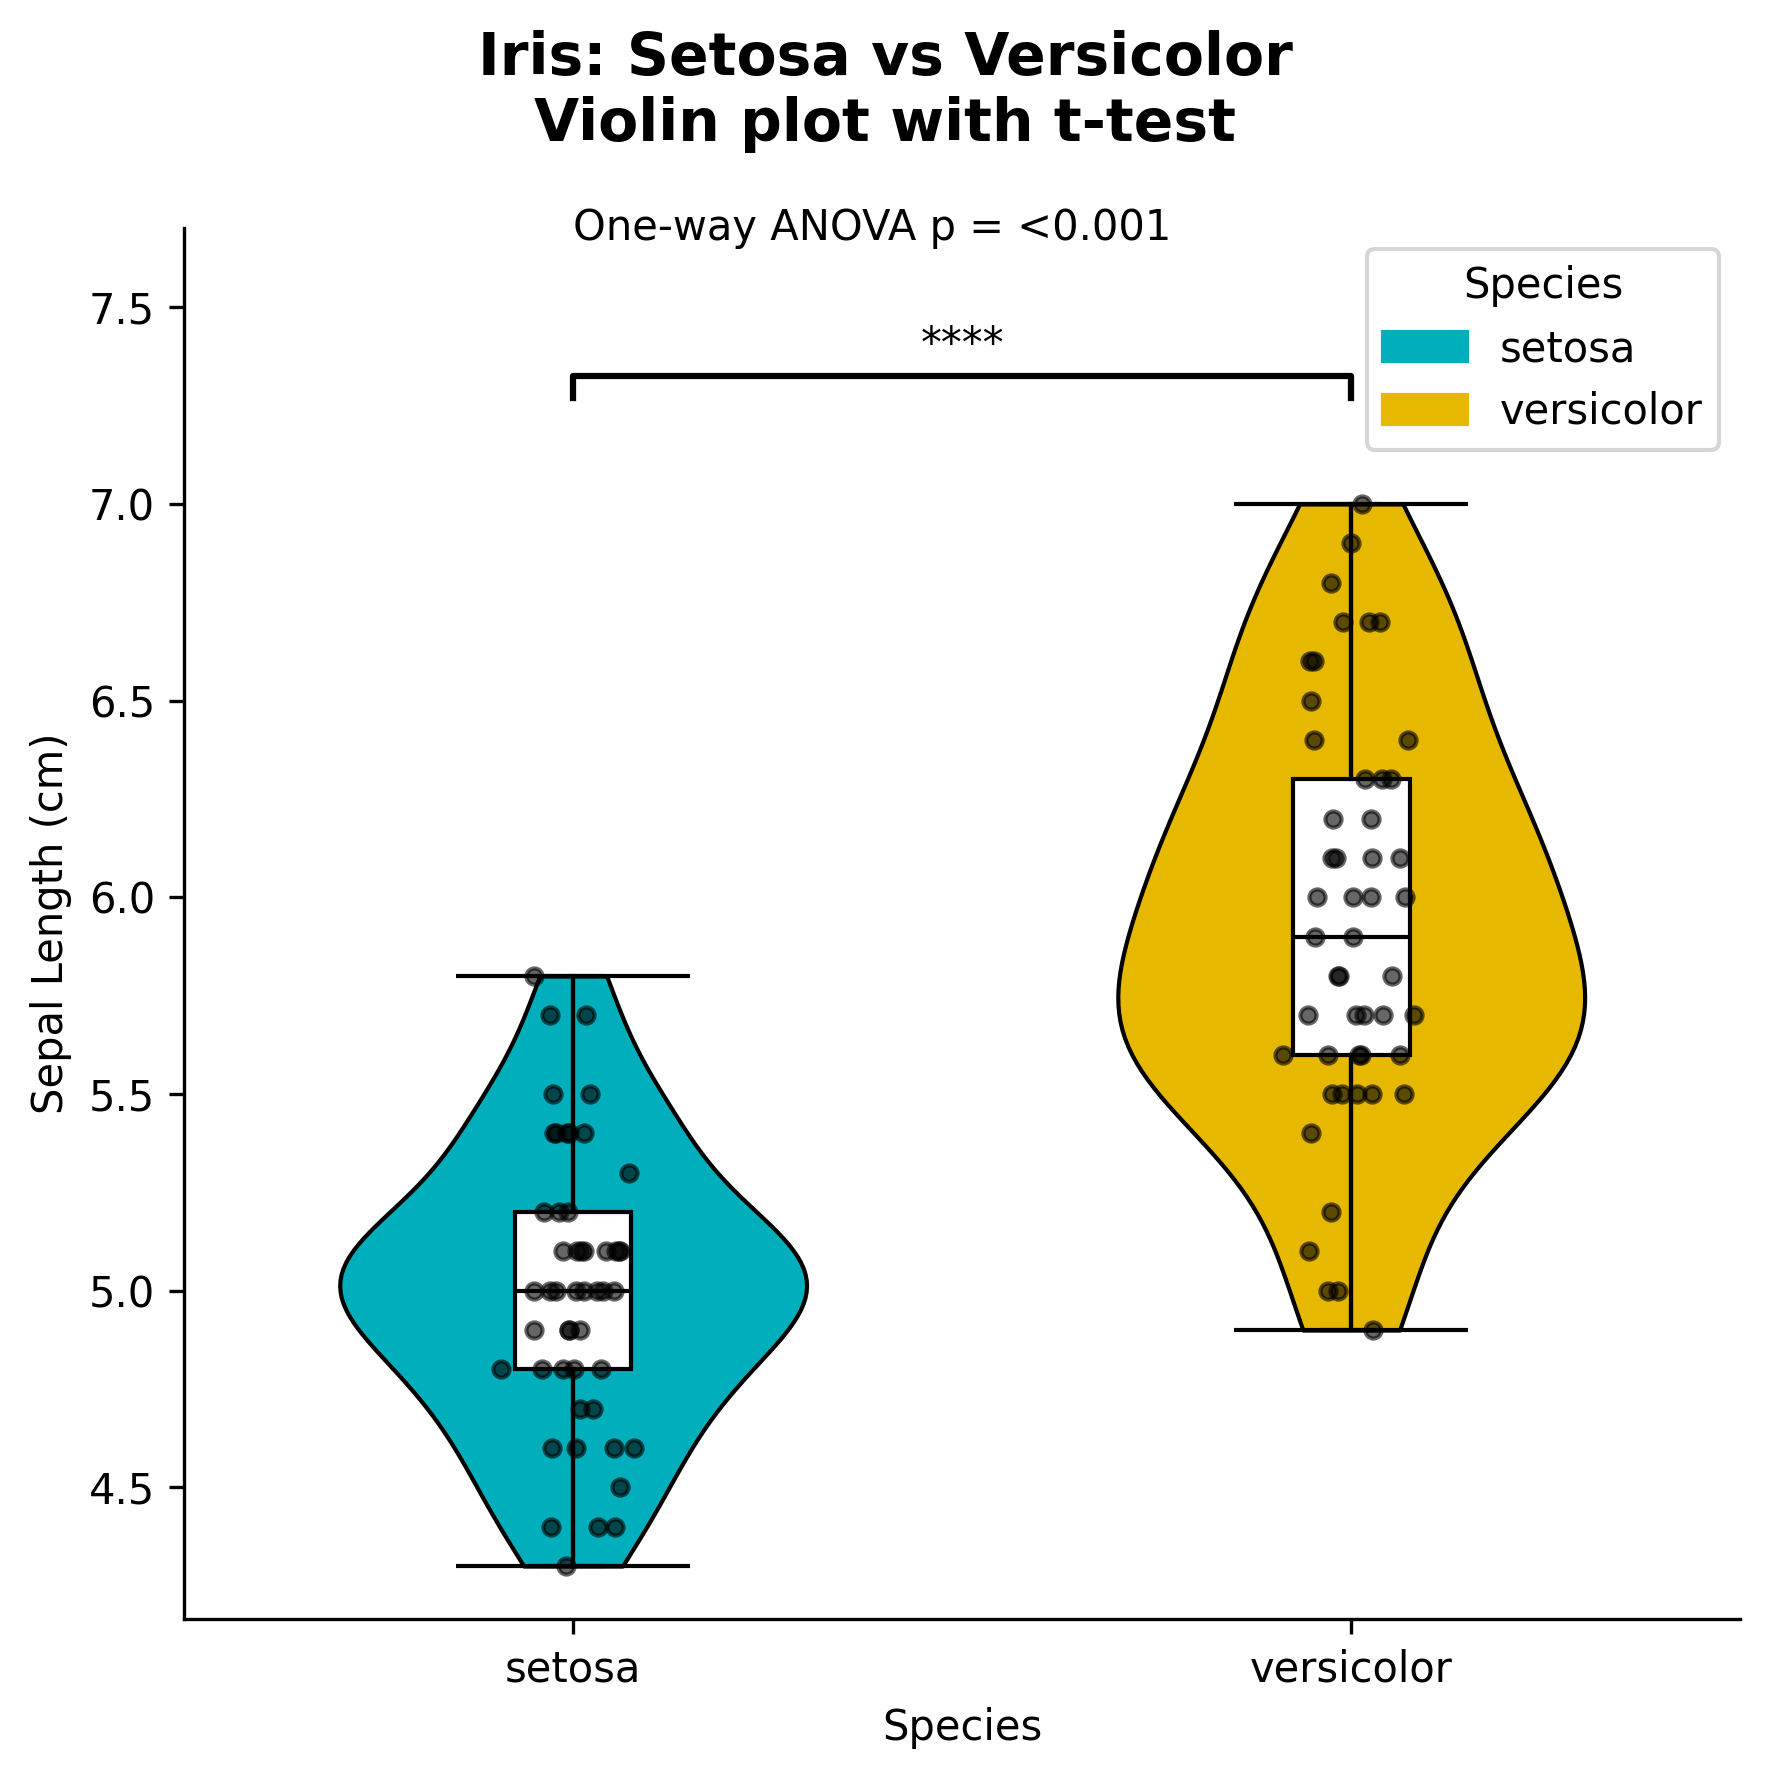 Iris: Setosa vs Versicolor
Violin plot with t-test
One-way ANOVA p = <0.001
Species
setosa
versicolor
****
7.5
7.0
6.5
6.0
5.5
5.0
4.5
Sepal Length (cm)
setosa
versicolor
Species